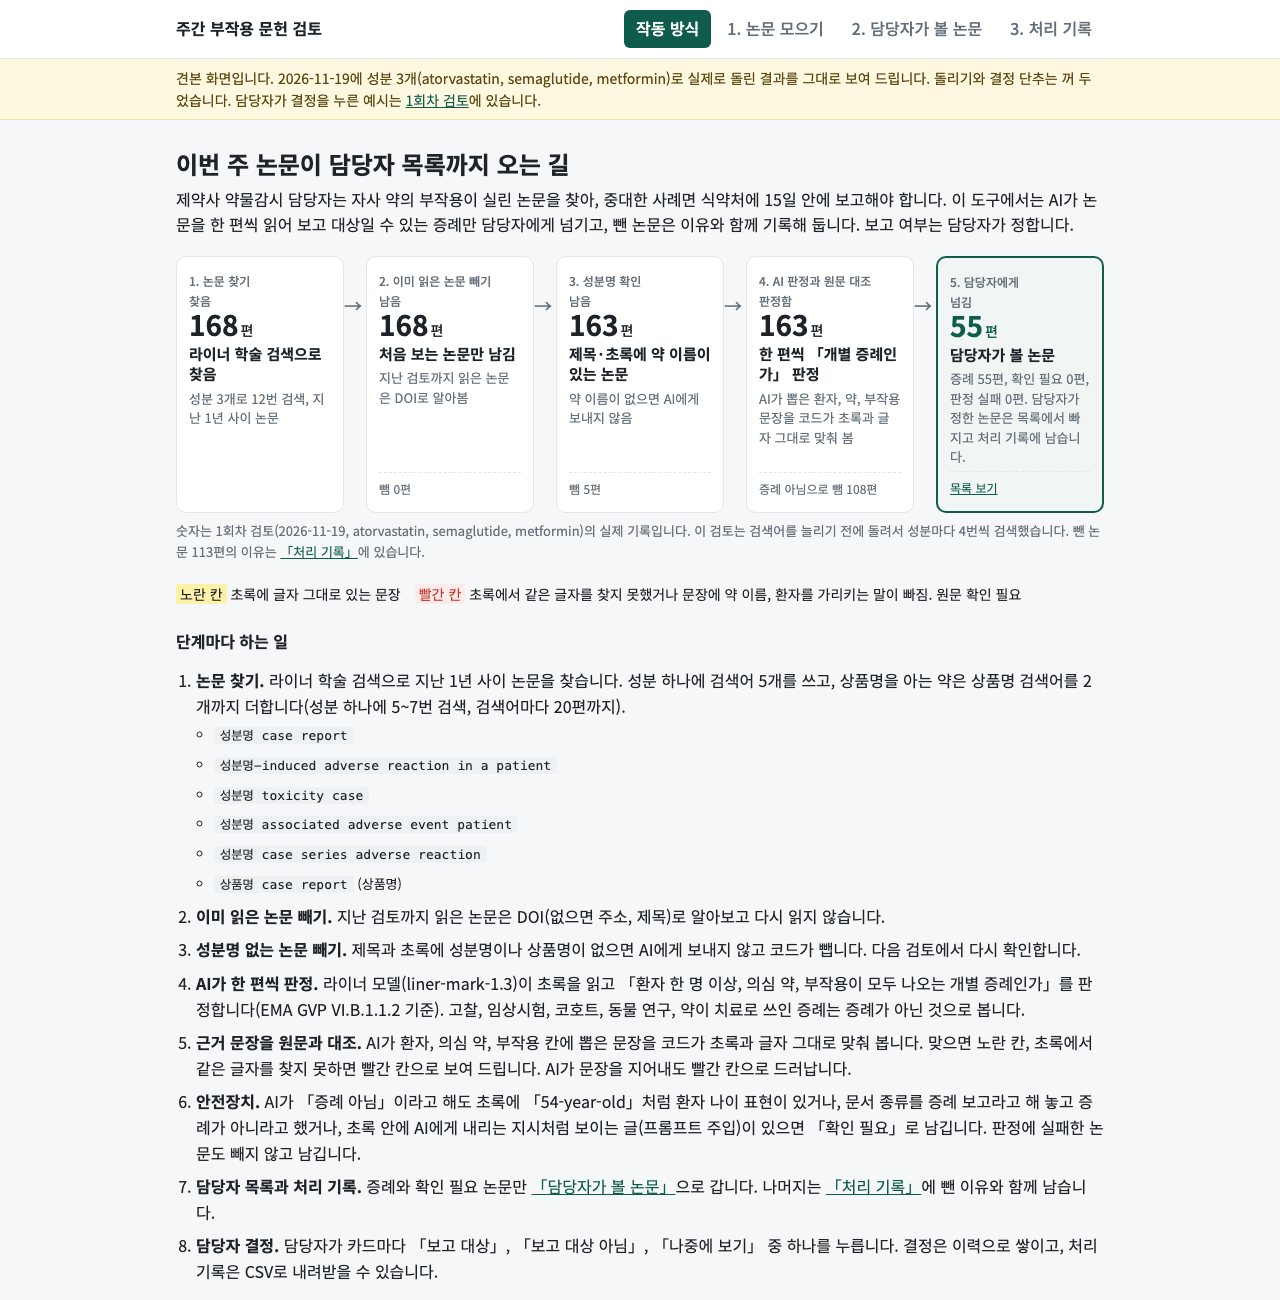 주간 부작용 문헌 검토
작동 방식
1. 논문 모으기
2. 담당자가 볼 논문
3. 처리 기록
견본 화면입니다. 2026-11-19에 성분 3개(atorvastatin, semaglutide, metformin)로 실제로 돌린 결과를 그대로 보여 드립니다. 돌리기와 결정 단추는 꺼 두
었습니다. 담당자가 결정을 누른 예시는 1회차 검토에 있습니다.
이번 주 논문이 담당자 목록까지 오는 길
제약사 약물감시 담당자는 자사 약의 부작용이 실린 논문을 찾아, 중대한 사례면 식약처에 15일 안에 보고해야 합니다. 이 도구에서는 AI가 논
문을 한 편씩 읽어 보고 대상일 수 있는 증례만 담당자에게 넘기고, 뺀 논문은 이유와 함께 기록해 둡니다. 보고 여부는 담당자가 정합니다.
1. 논문 찾기
찾음
168 편
라이너 학술 검색으로
찾음
성분 3개로 12번 검색, 지
난 1년 사이 논문
→
2. 이미 읽은 논문 빼기
남음
168 편
처음 보는 논문만 남김
지난 검토까지 읽은 논문
은 DOI로 알아봄
뺌 0편
→
3. 성분명 확인
남음
163 편
제목·초록에 약 이름이
있는 논문
약 이름이 없으면 AI에게
보내지 않음
뺌 5편
→
4. AI 판정과 원문 대조
판정함
163 편
한 편씩 「개별 증례인
가」 판정
AI가 뽑은 환자, 약, 부작용
문장을 코드가 초록과 글
자 그대로 맞춰 봄
증례 아님으로 뺌 108편
→
5. 담당자에게
넘김
55 편
담당자가 볼 논문
증례 55편, 확인 필요 0편,
판정 실패 0편. 담당자가
정한 논문은 목록에서 빠
지고 처리 기록에 남습니
다.
목록 보기
숫자는 1회차 검토(2026-11-19, atorvastatin, semaglutide, metformin)의 실제 기록입니다. 이 검토는 검색어를 늘리기 전에 돌려서 성분마다 4번씩 검색했습니다. 뺀 논
문 113편의 이유는 「처리 기록」에 있습니다.
노란 칸 초록에 글자 그대로 있는 문장 빨간 칸 초록에서 같은 글자를 찾지 못했거나 문장에 약 이름, 환자를 가리키는 말이 빠짐. 원문 확인 필요
단계마다 하는 일
1. 논문 찾기. 라이너 학술 검색으로 지난 1년 사이 논문을 찾습니다. 성분 하나에 검색어 5개를 쓰고, 상품명을 아는 약은 상품명 검색어를 2
개까지 더합니다(성분 하나에 5~7번 검색, 검색어마다 20편까지).
성분명 case report
성분명-induced adverse reaction in a patient
성분명 toxicity case
성분명 associated adverse event patient
성분명 case series adverse reaction
상품명 case report (상품명)
2. 이미 읽은 논문 빼기. 지난 검토까지 읽은 논문은 DOI(없으면 주소, 제목)로 알아보고 다시 읽지 않습니다.
3. 성분명 없는 논문 빼기. 제목과 초록에 성분명이나 상품명이 없으면 AI에게 보내지 않고 코드가 뺍니다. 다음 검토에서 다시 확인합니다.
4. AI가 한 편씩 판정. 라이너 모델(liner-mark-1.3)이 초록을 읽고 「환자 한 명 이상, 의심 약, 부작용이 모두 나오는 개별 증례인가」를 판
정합니다(EMA GVP VI.B.1.1.2 기준). 고찰, 임상시험, 코호트, 동물 연구, 약이 치료로 쓰인 증례는 증례가 아닌 것으로 봅니다.
5. 근거 문장을 원문과 대조. AI가 환자, 의심 약, 부작용 칸에 뽑은 문장을 코드가 초록과 글자 그대로 맞춰 봅니다. 맞으면 노란 칸, 초록에서
같은 글자를 찾지 못하면 빨간 칸으로 보여 드립니다. AI가 문장을 지어내도 빨간 칸으로 드러납니다.
6. 안전장치. AI가 「증례 아님」이라고 해도 초록에 「54-year-old」처럼 환자 나이 표현이 있거나, 문서 종류를 증례 보고라고 해 놓고 증
례가 아니라고 했거나, 초록 안에 AI에게 내리는 지시처럼 보이는 글(프롬프트 주입)이 있으면 「확인 필요」로 남깁니다. 판정에 실패한 논
문도 빼지 않고 남깁니다.
7. 담당자 목록과 처리 기록. 증례와 확인 필요 논문만 「담당자가 볼 논문」으로 갑니다. 나머지는 「처리 기록」에 뺀 이유와 함께 남습니
다.
8. 담당자 결정. 담당자가 카드마다 「보고 대상」, 「보고 대상 아님」, 「나중에 보기」 중 하나를 누릅니다. 결정은 이력으로 쌓이고, 처리
기록은 CSV로 내려받을 수 있습니다.